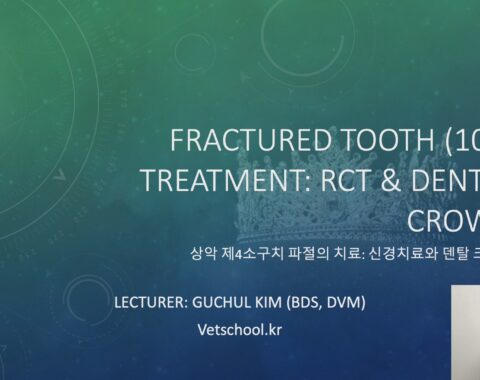 FRACTURED TOOTH (10
TREATMENT: RCT & DENT
CROW
상악 제4소구치 파절의 치료: 신경치료와 덴탈 크
LECTURER: GUCHUL KIM (BDS, DVM)
Vetschool.kr